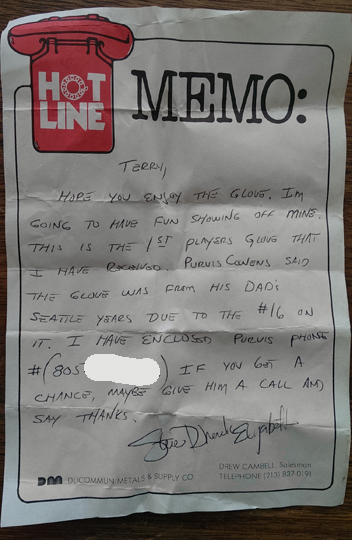 HOT
LINE
MEMO:
TERRY,
HOPE YOU ENJOY THE GLOVE. I'M
GOING TO HAVE FUN SHOWING OFF MINE.
THIS IS THE 1ST PLAYERS GLOVE THAT
I HAVE RECEIVED. PURVIS COWENS SAID
THE GLOVE WAS FROM HIS DAD'S
SEATTLE YEARS DUE TO THE #16 ON
IT. I HAVE ENCLOSED PURVIS PHONE
#(805 ) IF YOU GET A
CHANCE, MAYBE GIVE HIM A CALL AND
SAY THANKS.
DREW CAMBELL, Salesman
DM DUCOMMUN METALS & SUPPLY CO TELEPHONE (213) 837-0191